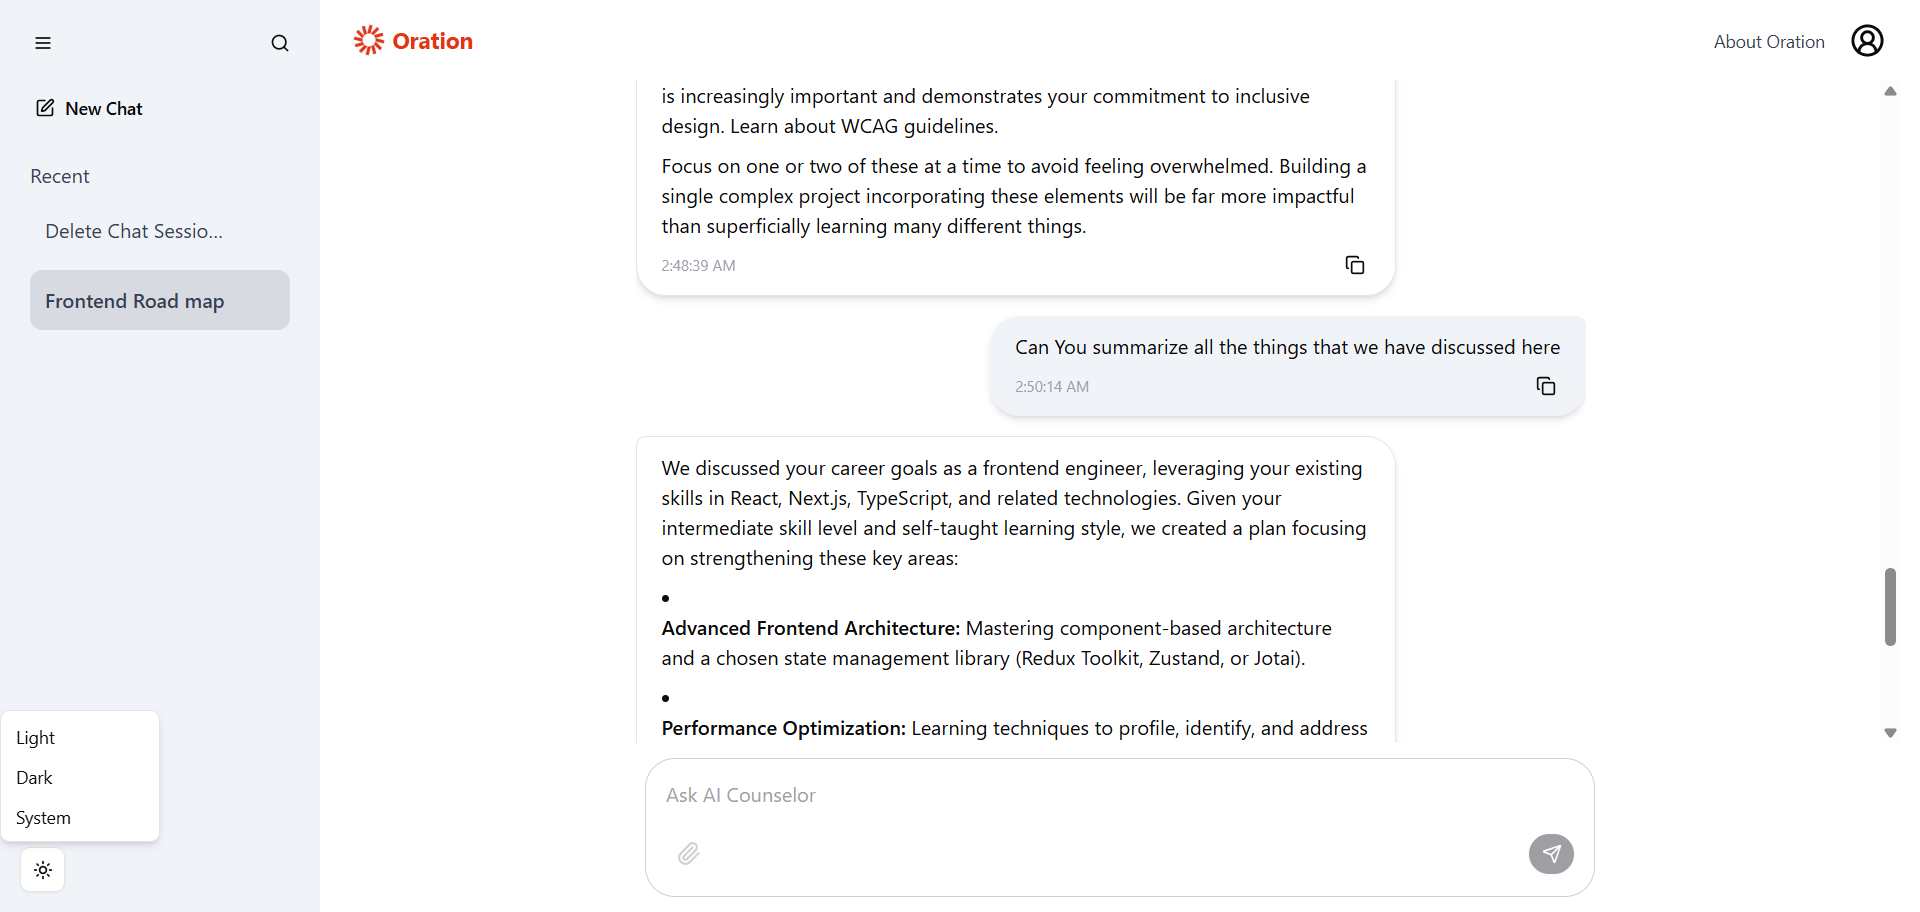 Oration
About Oration
New Chat
Recent
Delete Chat Sessio...
Frontend Road map
Light
Dark
System
is increasingly important and demonstrates your commitment to inclusive
design. Learn about WCAG guidelines.
Focus on one or two of these at a time to avoid feeling overwhelmed. Building a
single complex project incorporating these elements will be far more impactful
than superficially learning many different things.
2:48:39 AM
Can You summarize all the things that we have discussed here
2:50:14 AM
We discussed your career goals as a frontend engineer, leveraging your existing
skills in React, Next.js, TypeScript, and related technologies. Given your
intermediate skill level and self-taught learning style, we created a plan focusing
on strengthening these key areas:
•
Advanced Frontend Architecture: Mastering component-based architecture
and a chosen state management library (Redux Toolkit, Zustand, or Jotai).
•
Performance Optimization: Learning techniques to profile, identify, and address
Ask AI Counselor